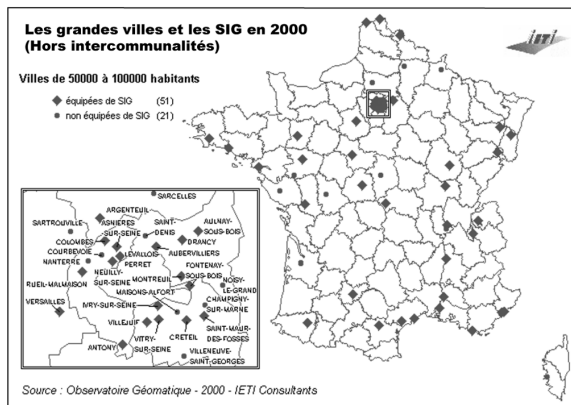 Les grandes villes et les SIG en 2000
(Hors intercommunalités)
IETI
Villes de 50000 à 100000 habitants
équipées de SIG (51)
non équipées de SIG (21)
SARCELLES
ARGENTEUIL
SARTROUVILLE
ASNIERES
-SUR-SEINE
SAINT-
DENIS
AULNAY
-SOUS-BOIS
COLOMBES
DRANCY
COURBEVOIE
LEVALLOIS
PERRET
AUBERVILLIERS
NANTERRE
NEUILLY
-SUR-SEINE
FONTENAY
-SOUS-BOIS
MONTREUIL
NOISY-
LE-GRAND
RUEIL-MALMAISON
MAISONS-ALFORT
CHAMPIGNY
-SUR-MARNE
VERSAILLES
IVRY-SUR-SEINE
VILLEJUIF
SAINT-MAUR
-DES-FOSSES
CRETEIL
VITRY
-SUR-SEINE
ANTONY
VILLENEUVE-
SAINT-GEORGES
Source : Observatoire Géomatique - 2000 - IETI Consultants